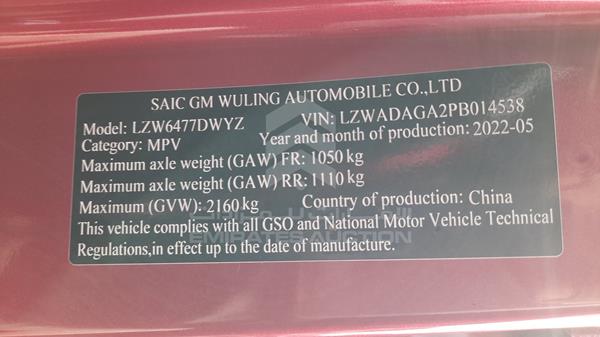 SAIC GM WULING AUTOMOBILE CO.,LTD
Model: LZW6477DWYZ VIN: LZWADAGA2PB014538
Category: MPV Year and month of production: 2022-05
Maximum axle weight (GAW) FR: 1050 kg
Maximum axle weight (GAW) RR: 1110 kg
Maximum (GVW): 2160 kg Country of production: China
This vehicle complies with all GSO and National Motor Vehicle Technical
Regulations,in effect up to the date of manufacture.
EMIRATES AUCTION